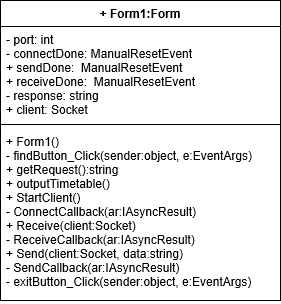 + Form1:Form
- port: int
- connectDone: ManualResetEvent
+ sendDone:  ManualResetEvent
+ receiveDone: ManualResetEvent
- response: string
+ client: Socket
+ Form1()
- findButton_Click(sender:object, e:EventArgs)
+ getRequest():string
+ outputTimetable()
+ StartClient()
- ConnectCallback(ar:IAsyncResult)
+ Receive(client:Socket)
- ReceiveCallback(ar:IAsyncResult)
+ Send(client:Socket, data:string)
- SendCallback(ar:IAsyncResult)
- exitButton_Click(sender:object, e:EventArgs)